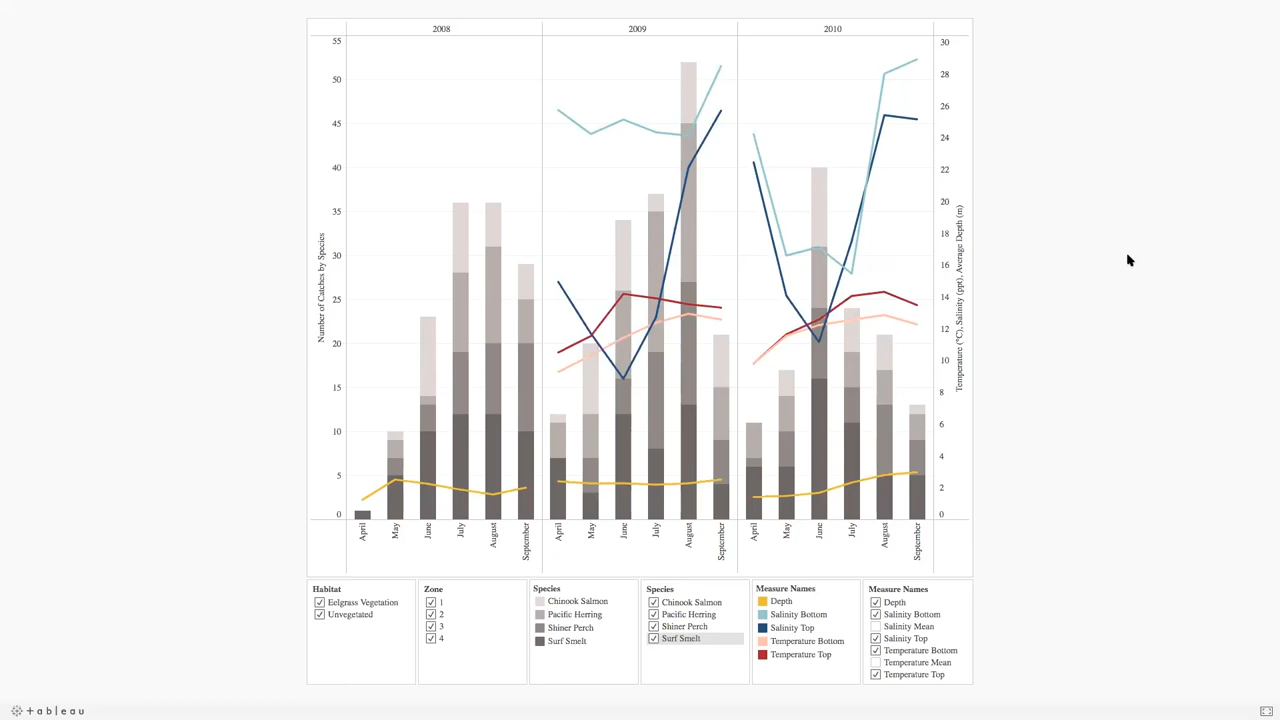 2008 2009 2010
55 30
50 28
45 26
40 24
35 22
30 20
25 18
20 16
15 14
10 12
5 10
0 8
6
4
2
0
Number of Catches by Species
Temperature (°C), Salinity (ppt), Average Depth (m)
April May June July August September April May June July August September April May June July August September
Habitat
Eelgrass Vegetation
Unvegetated
Zone
1
2
3
4
Species
Chinook Salmon
Pacific Herring
Shiner Perch
Surf Smelt
Species
Chinook Salmon
Pacific Herring
Shiner Perch
Surf Smelt
Measure Names
Depth
Salinity Bottom
Salinity Top
Temperature Bottom
Temperature Top
Measure Names
Depth
Salinity Bottom
Salinity Mean
Salinity Top
Temperature Bottom
Temperature Mean
Temperature Top
+ableau